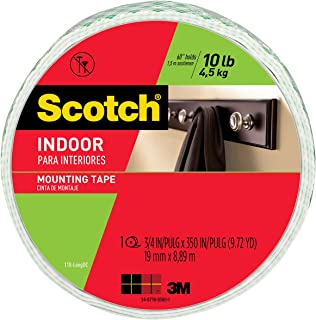 60" holds
1,5 m sostiene
10 lb
4,5 kg
Scotch®
INDOOR
PARA INTERIORES
MOUNTING TAPE
CINTA DE MONTAJE
1 3/4 IN/PULG x 350 IN/PULG (9.72 YD)
19 mm x 8,89 m
3M